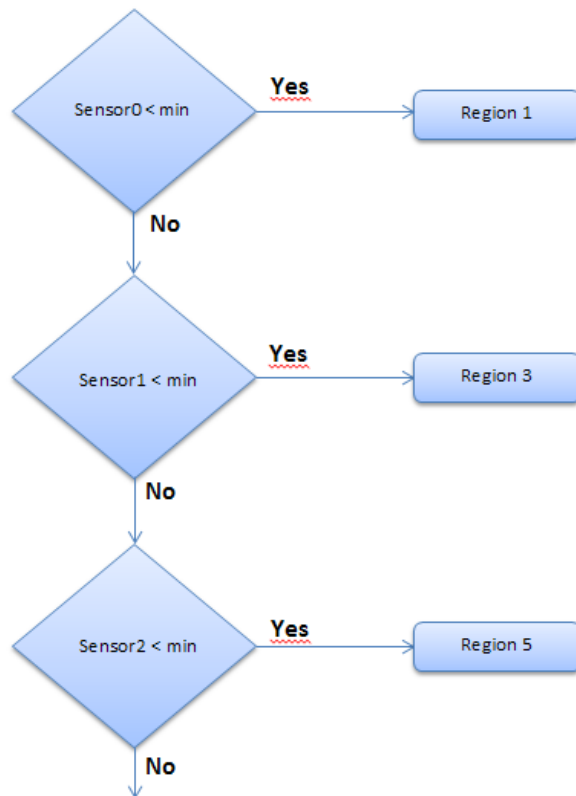 Sensor0 < min
Yes
Region 1
No
Sensor1 < min
Yes
Region 3
No
Sensor2 < min
Yes
Region 5
No